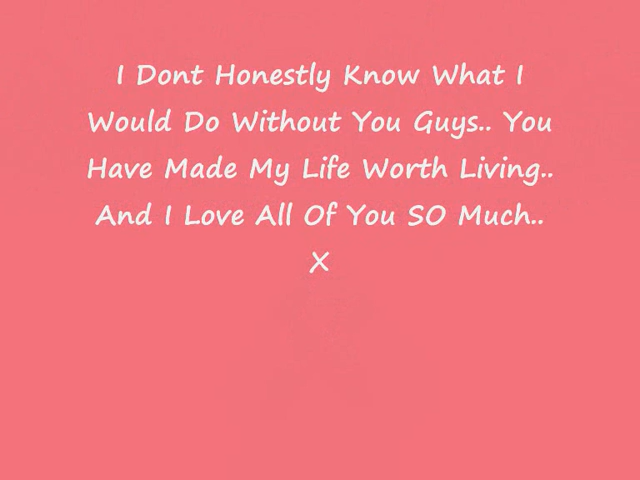 I Dont Honestly Know What I
Would Do Without You Guys.. You
Have Made My Life Worth Living..
And I Love All Of You SO Much..
X